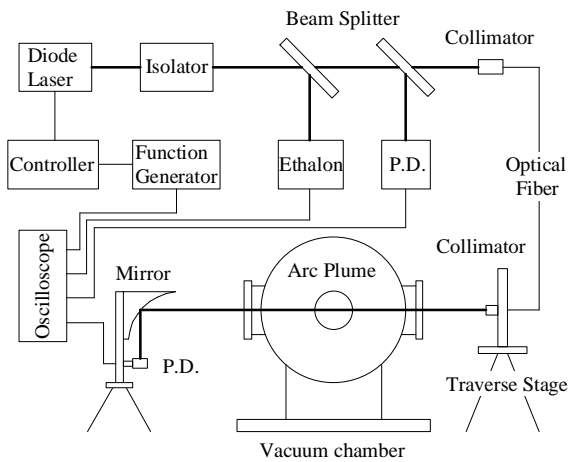 Beam Splitter
Collimator
Diode
Laser
Isolator
Controller
Function
Generator
Ethalon
P.D.
Optical
Fiber
Oscilloscope
Mirror
Arc Plume
Collimator
P.D.
Traverse Stage
Vacuum chamber